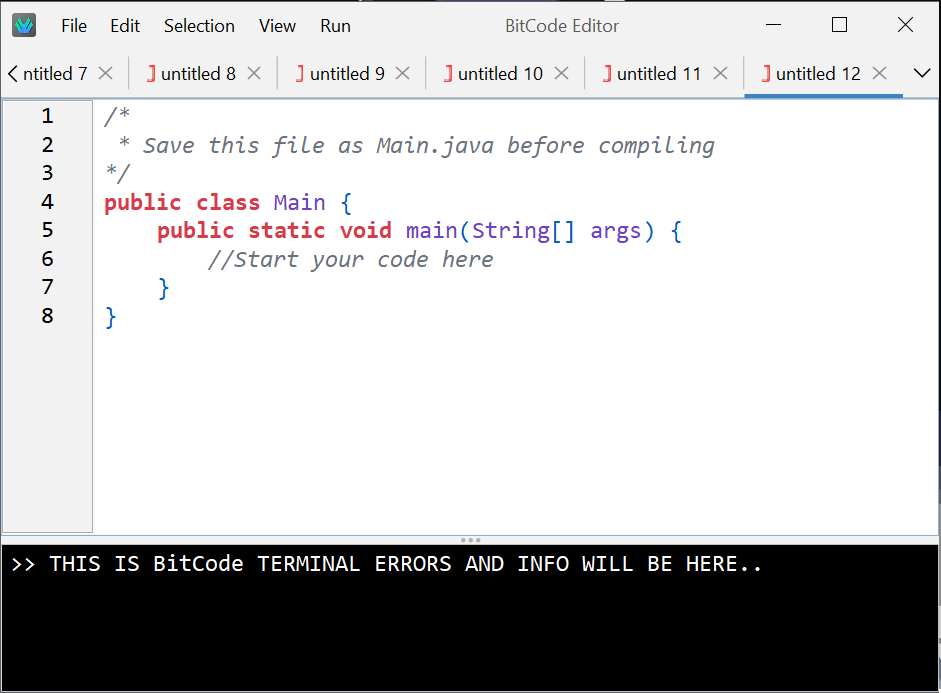 File Edit Selection View Run BitCode Editor
ntitled 7 untitled 8 untitled 9 untitled 10 untitled 11 untitled 12
1 /*
2  * Save this file as Main.java before compiling
3 */
4 public class Main {
5     public static void main(String[] args) {
6         //Start your code here
7     }
8 }
>> THIS IS BitCode TERMINAL ERRORS AND INFO WILL BE HERE..